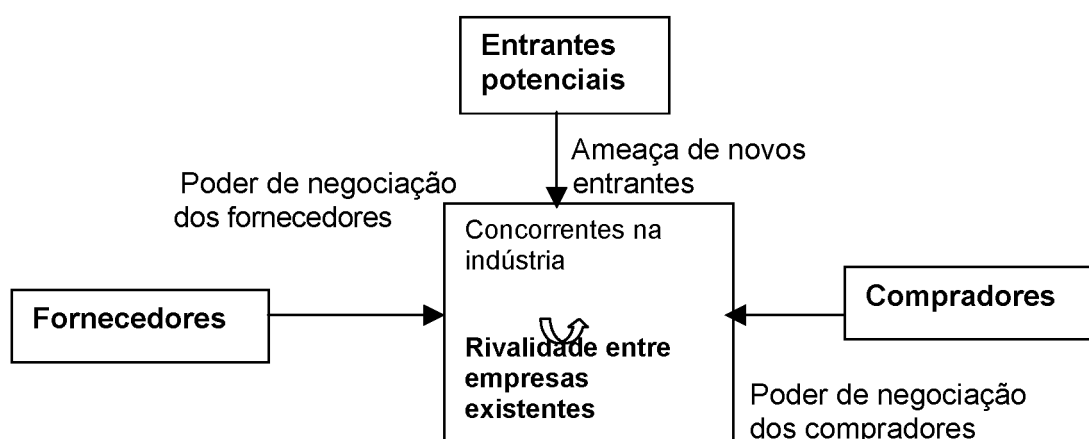 Entrantes
potenciais
Ameaça de novos
entrantes
Poder de negociação
dos fornecedores
Concorrentes na
indústria
Fornecedores
Compradores
Rivalidade entre
empresas
existentes
Poder de negociação
dos compradores